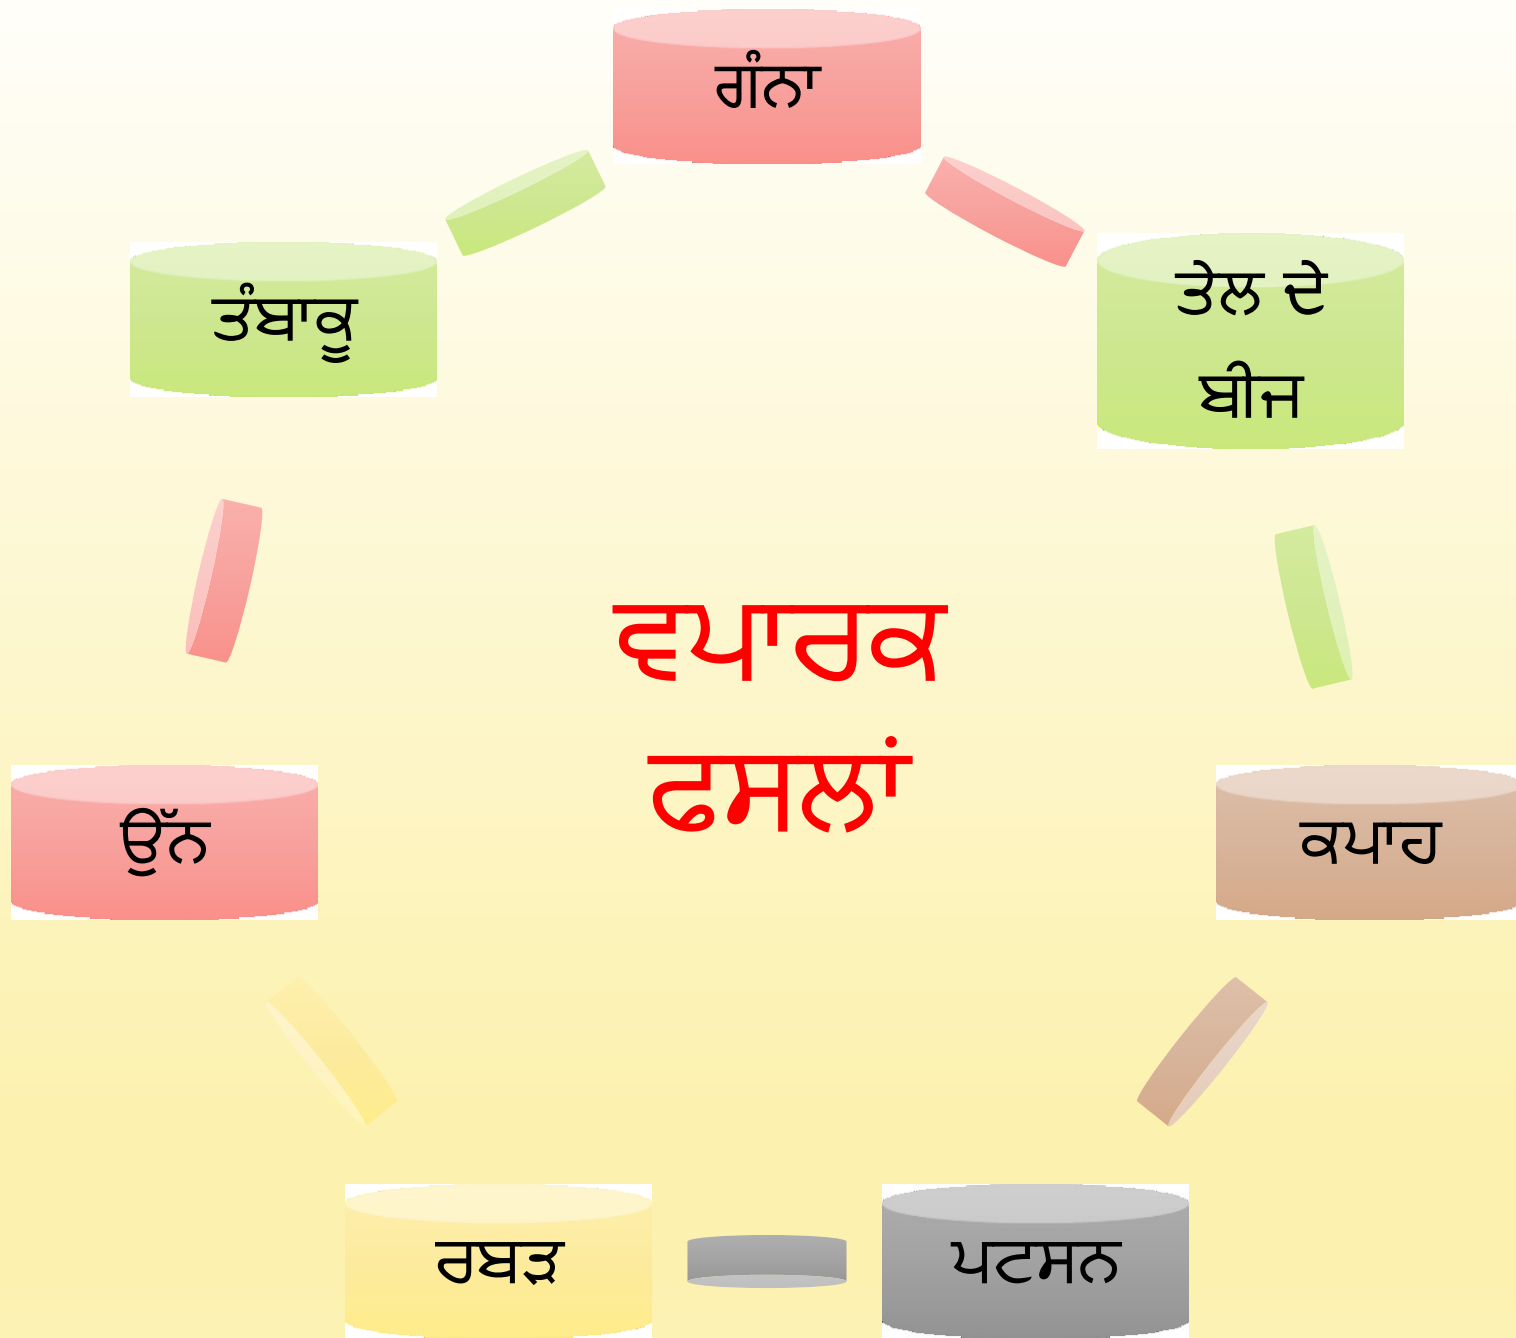 ਗੰਨਾ
ਤੇਲ ਦੇ
ਬੀਜ
ਕਪਾਹ
ਪਟਸਨ
ਰਬੜ
ਉੱਨ
ਤੰਬਾਕੂ
ਵਪਾਰਕ
ਫਸਲਾਂ